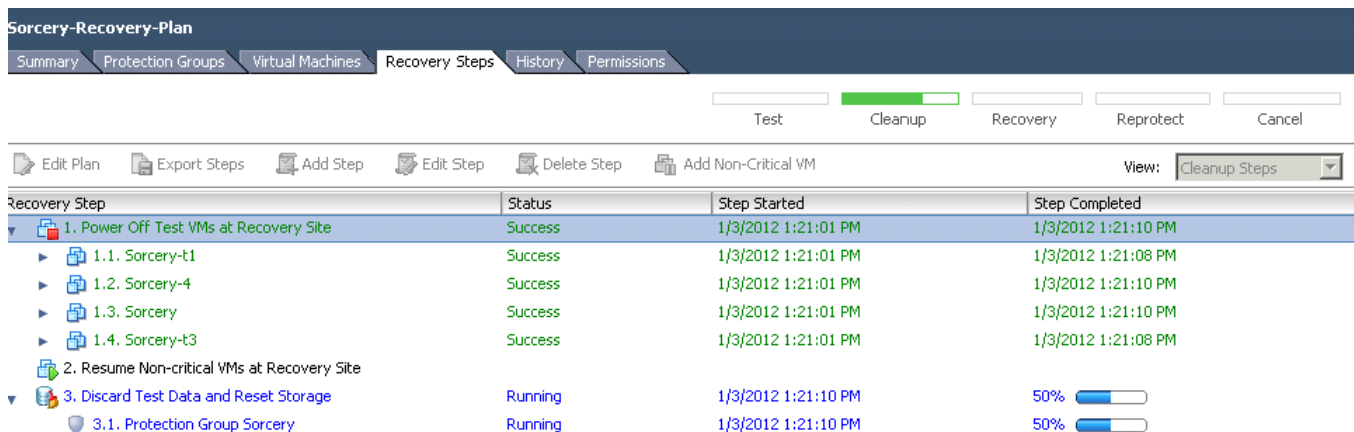 Sorcery-Recovery-Plan
Summary Protection Groups Virtual Machines Recovery Steps History Permissions
Test Cleanup Recovery Reprotect Cancel
Edit Plan Export Steps Add Step Edit Step Delete Step Add Non-Critical VM View: Cleanup Steps
Recovery Step Status Step Started Step Completed
1. Power Off Test VMs at Recovery Site Success 1/3/2012 1:21:01 PM 1/3/2012 1:21:10 PM
1.1. Sorcery-t1 Success 1/3/2012 1:21:01 PM 1/3/2012 1:21:08 PM
1.2. Sorcery-4 Success 1/3/2012 1:21:01 PM 1/3/2012 1:21:10 PM
1.3. Sorcery Success 1/3/2012 1:21:01 PM 1/3/2012 1:21:10 PM
1.4. Sorcery-t3 Success 1/3/2012 1:21:01 PM 1/3/2012 1:21:08 PM
2. Resume Non-critical VMs at Recovery Site
3. Discard Test Data and Reset Storage Running 1/3/2012 1:21:10 PM 50%
3.1. Protection Group Sorcery Running 1/3/2012 1:21:10 PM 50%